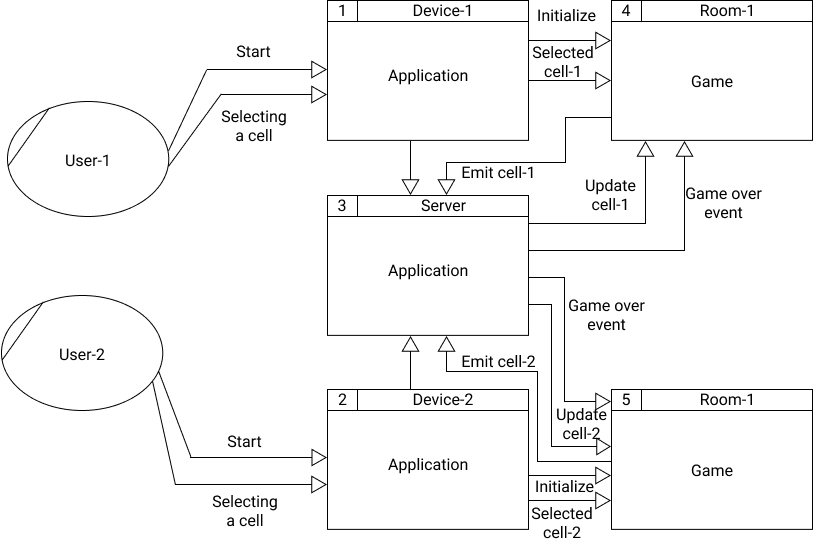 1
Device-1
Application
Initialize
Selected
cell-1
4
Room-1
Game
Start
Selecting
a cell
User-1
Emit cell-1
Update
cell-1
Game over
event
3
Server
Application
Game over
event
User-2
Emit cell-2
2
Device-2
Application
Update
cell-2
5
Room-1
Game
Start
Selecting
a cell
Initialize
Selected
cell-2